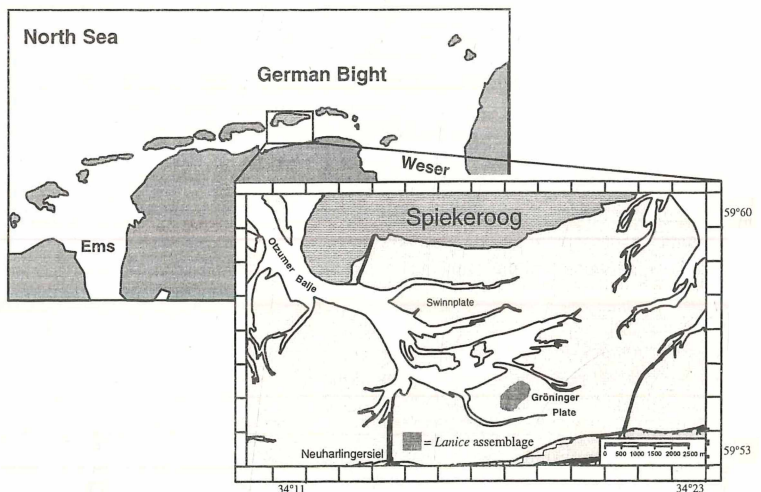 North Sea
German Bight
Weser
Ems
Spiekeroog
59°60
Otzumer Balje
Swinnplate
Gröninger
Plate
= Lanice assemblage
Neuharlingersiel
0 500 1000 1500 2000 2500 m
59°53
34°11
34°23